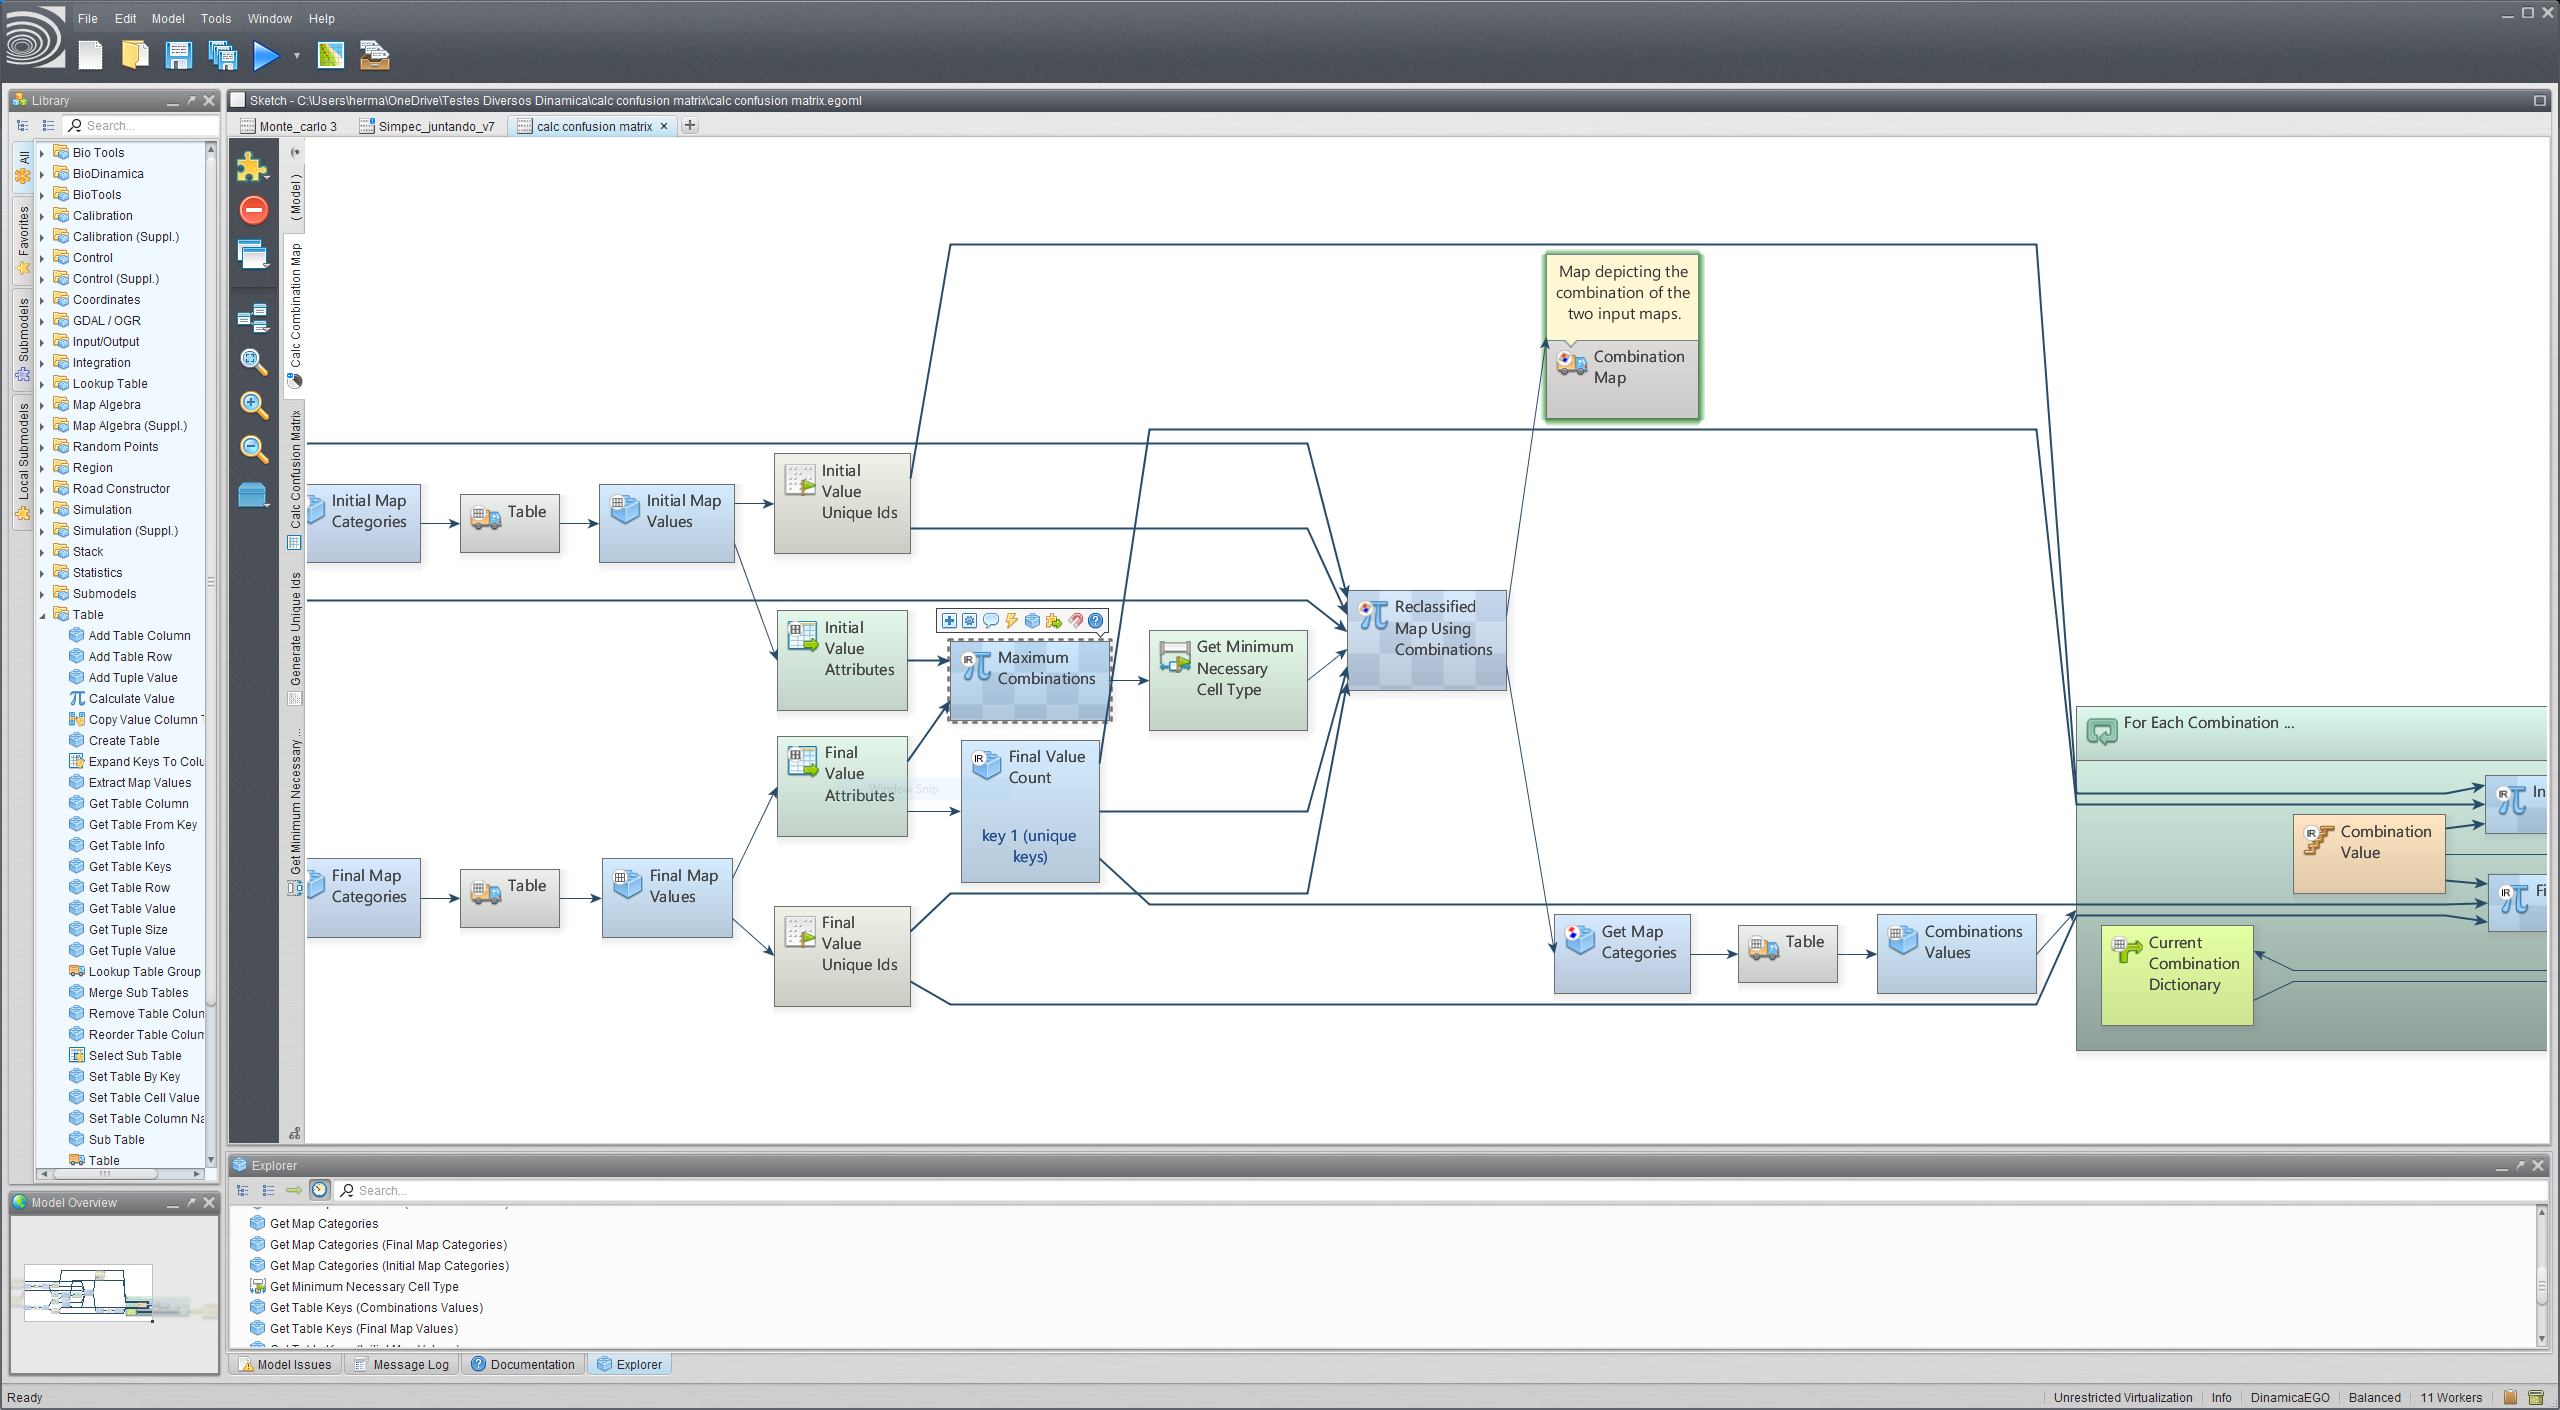 File Edit Model Tools Window Help
Library
Sketch - C:\Users\herma\OneDrive\Testes Diversos Dinamica\calc confusion matrix\calc confusion matrix.egoml
Search...
Monte_carlo 3
Simpec_juntando_v7
calc confusion matrix
All
Favorites
Submodels
Local Submodels
Bio Tools
BioDinamica
BioTools
Calibration
Calibration (Suppl.)
Control
Control (Suppl.)
Coordinates
GDAL / OGR
Input/Output
Integration
Lookup Table
Map Algebra
Map Algebra (Suppl.)
Random Points
Region
Road Constructor
Simulation
Simulation (Suppl.)
Stack
Statistics
Submodels
Table
Add Table Column
Add Table Row
Add Tuple Value
Calculate Value
Copy Value Column T
Create Table
Expand Keys To Colu
Extract Map Values
Get Table Column
Get Table From Key
Get Table Info
Get Table Keys
Get Table Row
Get Table Value
Get Tuple Size
Get Tuple Value
Lookup Table Group
Merge Sub Tables
Remove Table Colun
Reorder Table Colum
Select Sub Table
Set Table By Key
Set Table Cell Value
Set Table Column Na
Sub Table
Table
Model Overview
( Model )
Calc Combination Map
Calc Confusion Matrix
Generate Unique Ids
Get Minimum Necessary ...
Map depicting the
combination of the
two input maps.
Combination
Map
Initial Map
Categories
Table
Initial Map
Values
Initial
Value
Unique Ids
Initial
Value
Attributes
Maximum
Combinations
Get Minimum
Necessary
Cell Type
Reclassified
Map Using
Combinations
Final
Value
Attributes
Window Snip
Final Value
Count
key 1 (unique
keys)
Final Map
Categories
Table
Final Map
Values
Final
Value
Unique Ids
Get Map
Categories
Table
Combinations
Values
For Each Combination ...
In
Combination
Value
Fi
Current
Combination
Dictionary
Explorer
Search...
Get Map Categories
Get Map Categories (Final Map Categories)
Get Map Categories (Initial Map Categories)
Get Minimum Necessary Cell Type
Get Table Keys (Combinations Values)
Get Table Keys (Final Map Values)
Model Issues
Message Log
Documentation
Explorer
Ready
Unrestricted Virtualization
Info
DinamicaEGO
Balanced
11 Workers